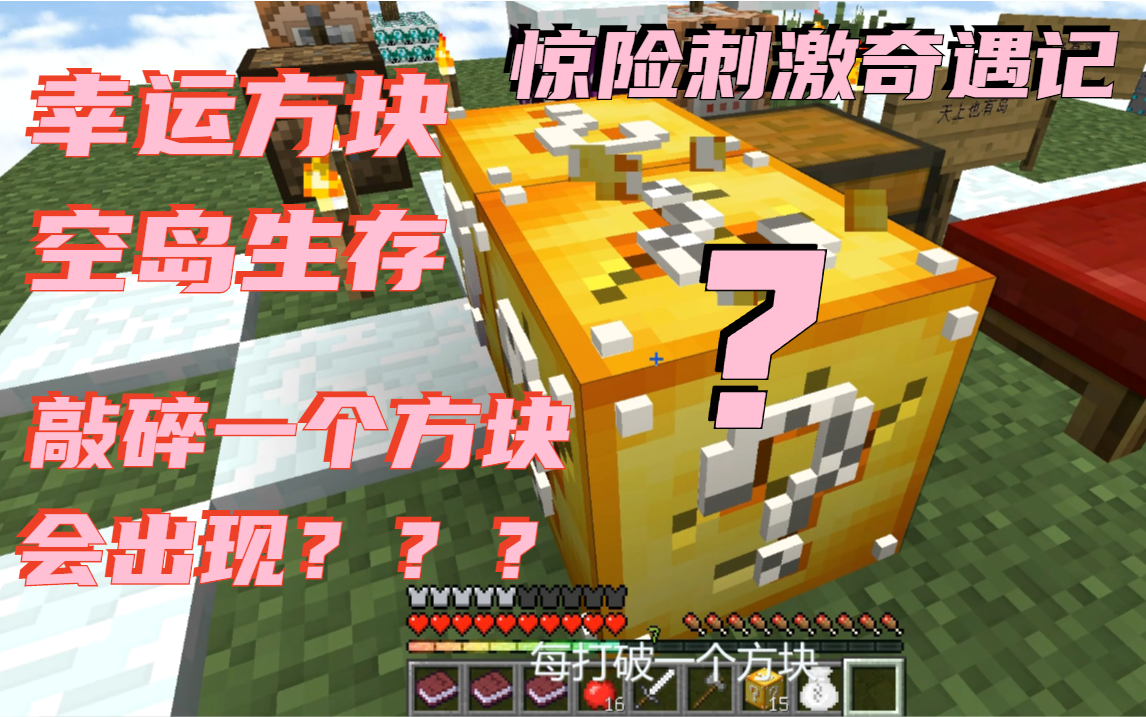 惊险刺激奇遇记
幸运方块
天上也有岛
空岛生存
?
敲碎一个方块
会出现? ? ?
每打破一个方块
16
15